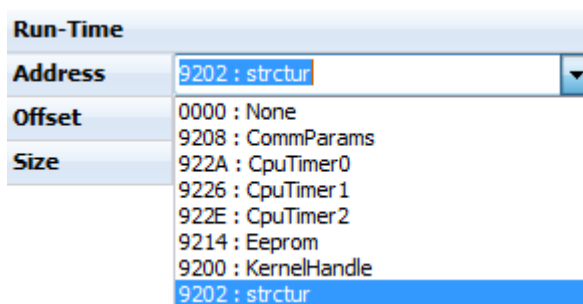 Run-Time
Address 9202 : strctur
Offset
Size
0000 : None
9208 : CommParams
922A : CpuTimer0
9226 : CpuTimer1
922E : CpuTimer2
9214 : Eeprom
9200 : KernelHandle
9202 : strctur